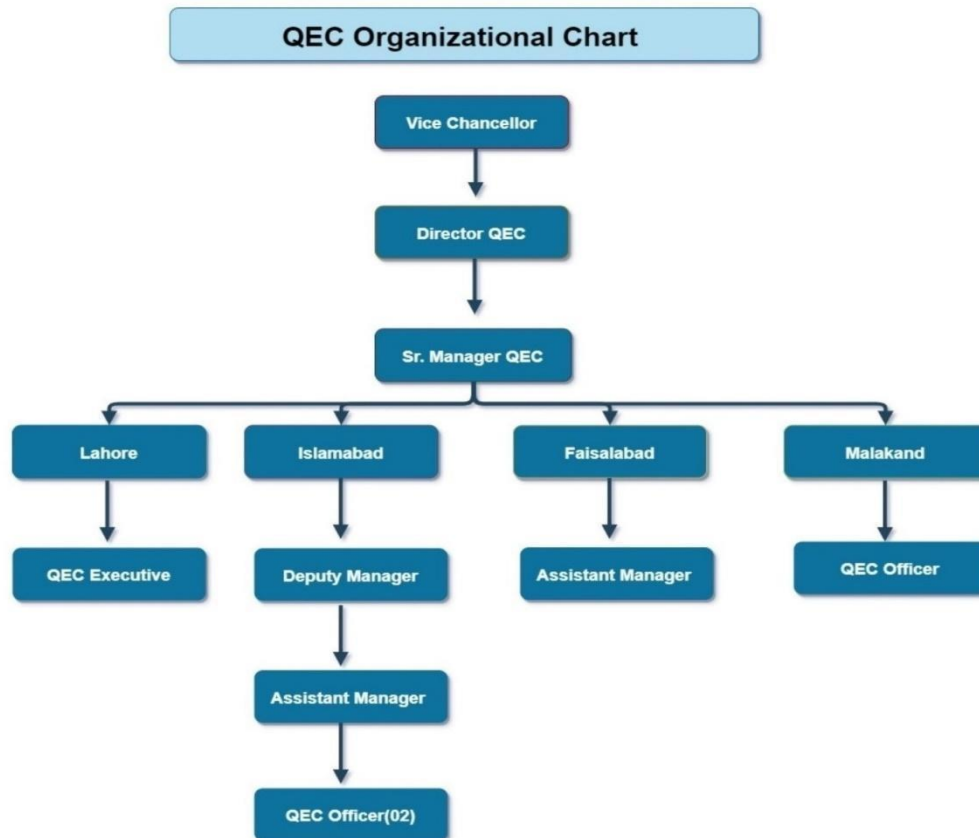 QEC Organizational Chart
Vice Chancellor
Director QEC
Sr. Manager QEC
Lahore
Islamabad
Faisalabad
Malakand
QEC Executive
Deputy Manager
Assistant Manager
QEC Officer
Assistant Manager
QEC Officer(02)